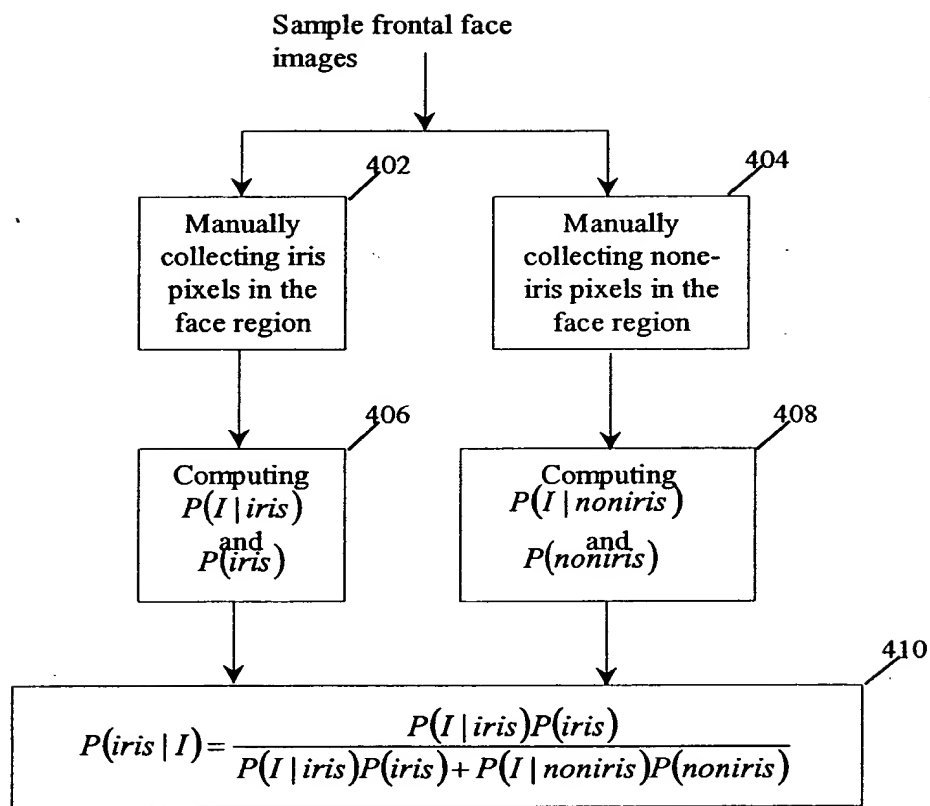 Sample frontal face
images
402
404
Manually
collecting iris
pixels in the
face region
Manually
collecting none-
iris pixels in the
face region
406
408
Computing
P(I | iris)
and
P(iris)
Computing
P(I | noniris)
and
P(noniris)
410
P(iris | I) = P(I | iris)P(iris) / P(I | iris)P(iris) + P(I | noniris)P(noniris)